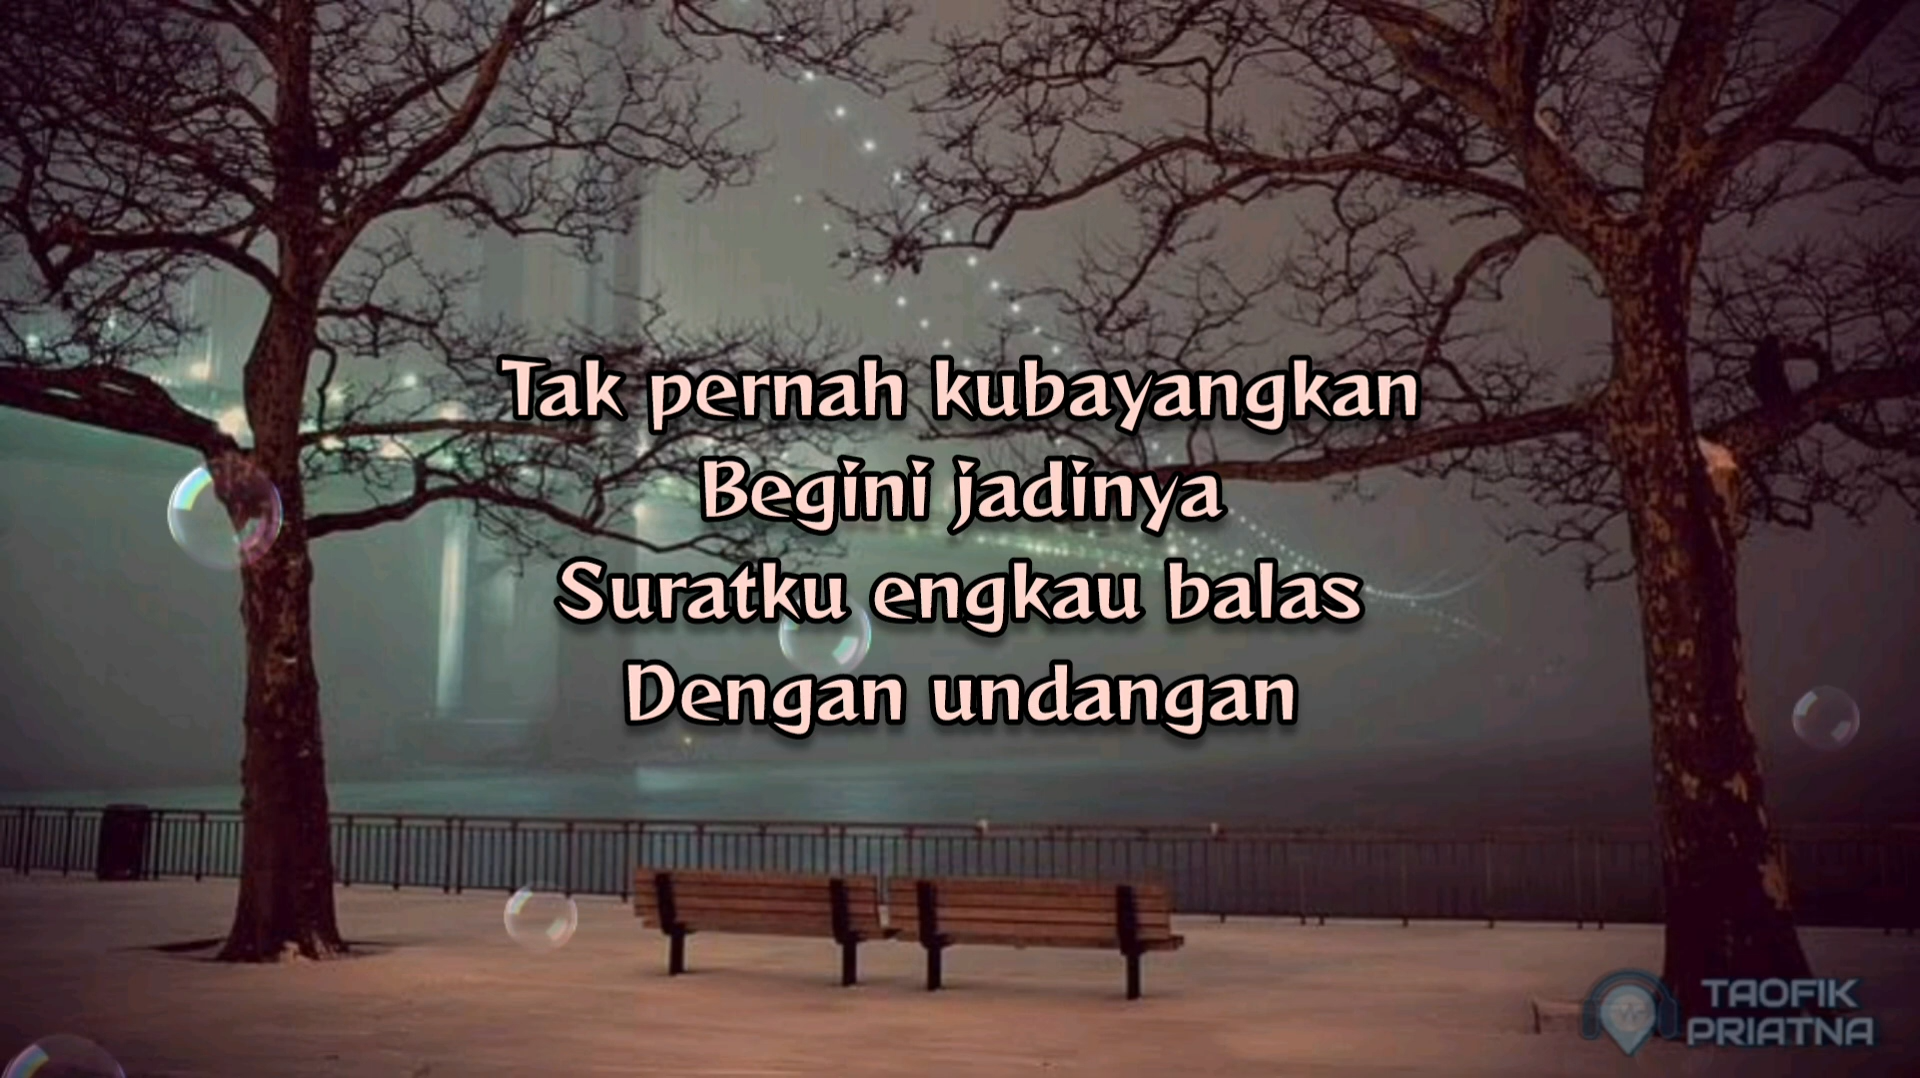 Tak pernah kubayangkan
Begini jadinya
Suratku engkau balas
Dengan undangan
TAOFIK
PRIATNA